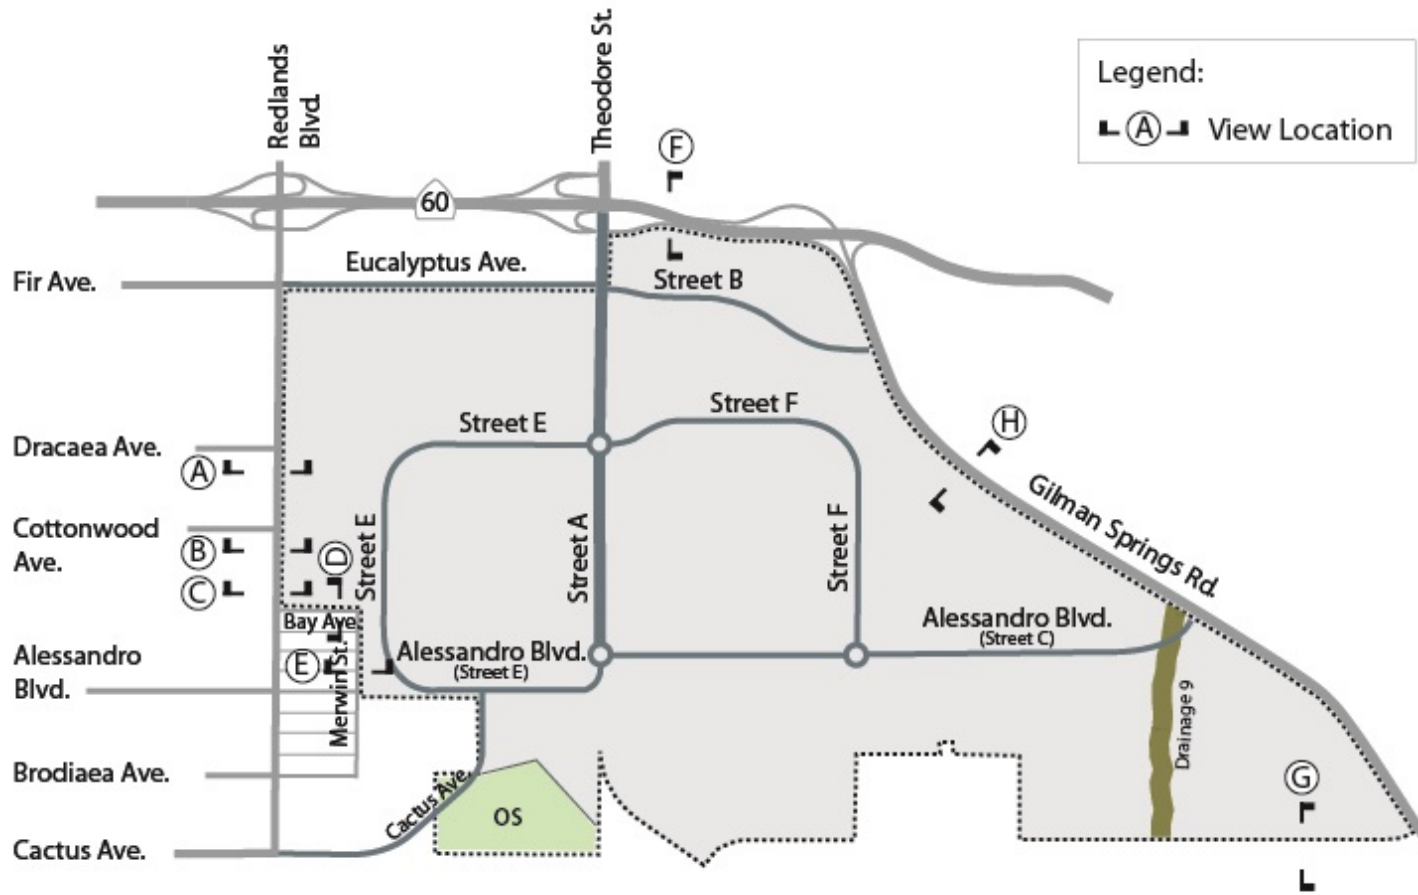 Redlands
Blvd.
Theodore St.
Legend:
A View Location
F
60
Eucalyptus Ave.
Fir Ave.
Street B
Street F
Street E
H
Dracaea Ave.
A
Gilman Springs Rd.
Cottonwood
Ave.
B
D
Street E
Street A
Street F
C
Bay Ave
Alessandro Blvd.
(Street C)
Alessandro
Blvd.
E
Merwin St.
Alessandro Blvd.
(Street E)
Drainage 9
Brodiaea Ave.
Cactus Ave.
OS
G
Cactus Ave.